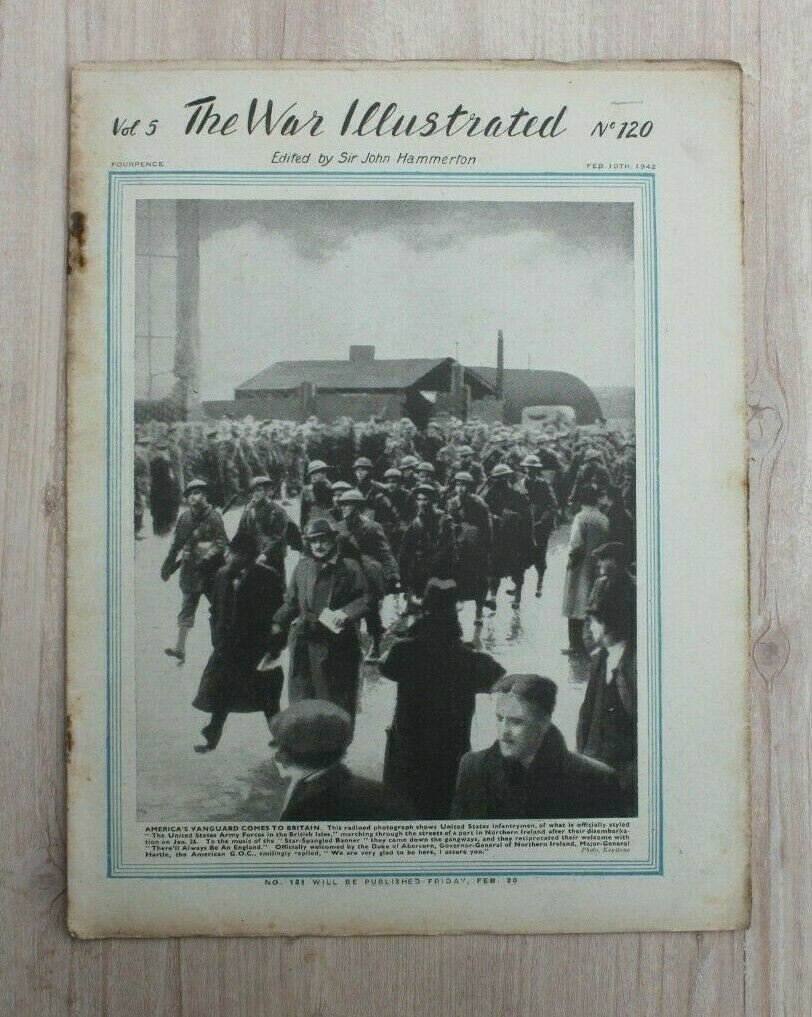 Vol 5 The War Illustrated Nº 120
Edited by Sir John Hammerton
FOURPENCE FEB. 10TH, 1942
AMERICA'S VANGUARD COMES TO BRITAIN. This radioed photograph shows United States infantrymen, of what is officially styled
"The United States Army Forces in the British Isles," marching through the streets of a port in Northern Ireland after their disembarka-
tion on Jan. 26. To the music of the "Star-Spangled Banner" they came down the gangways, and they reciprocated their welcome with
"There'll Always Be An England." Officially welcomed by the Duke of Abercorn, Governor-General of Northern Ireland, Major-General
Hartle, the American G.O.C., smilingly replied, "We are very glad to be here, I assure you." Photo, Keystone
NO. 121 WILL BE PUBLISHED FRIDAY, FEB. 20